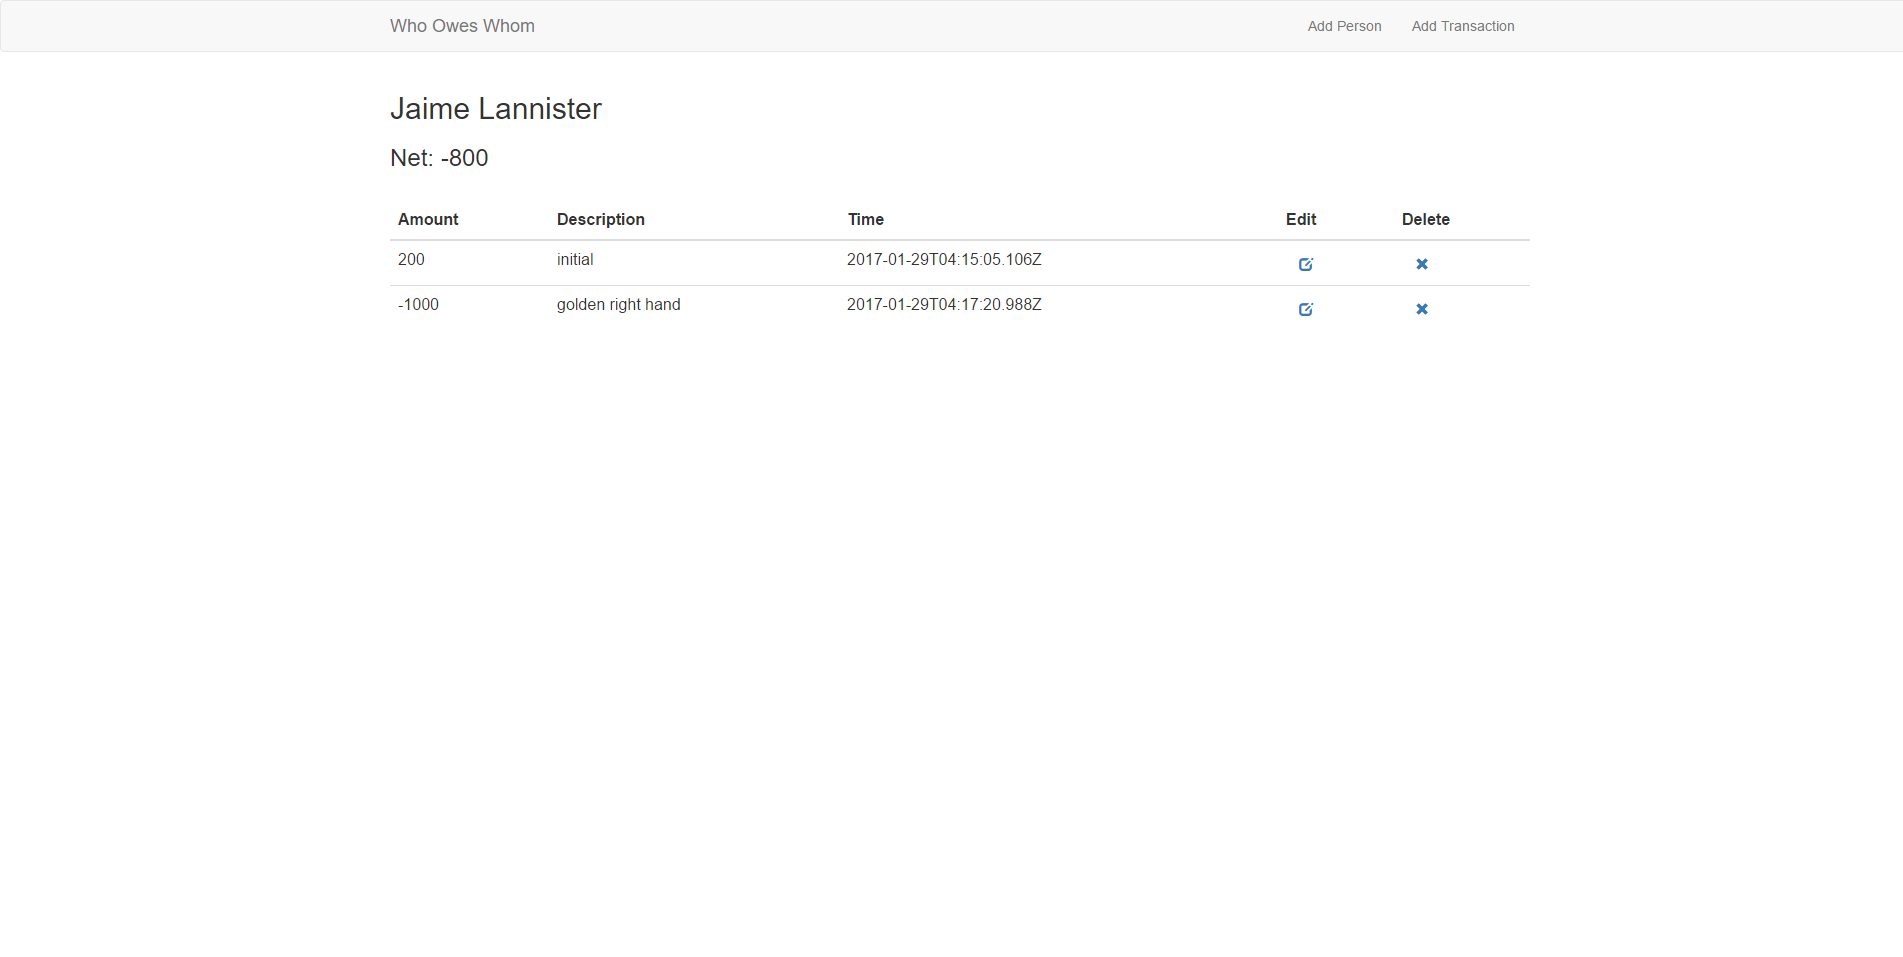 Who Owes Whom Add Person Add Transaction
Jaime Lannister
Net: -800
Amount Description Time Edit Delete
200 initial 2017-01-29T04:15:05.106Z
-1000 golden right hand 2017-01-29T04:17:20.988Z